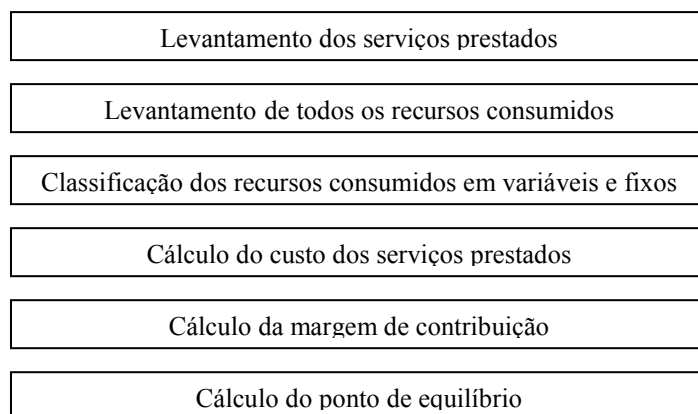 Levantamento dos serviços prestados
Levantamento de todos os recursos consumidos
Classificação dos recursos consumidos em variáveis e fixos
Cálculo do custo dos serviços prestados
Cálculo da margem de contribuição
Cálculo do ponto de equilíbrio